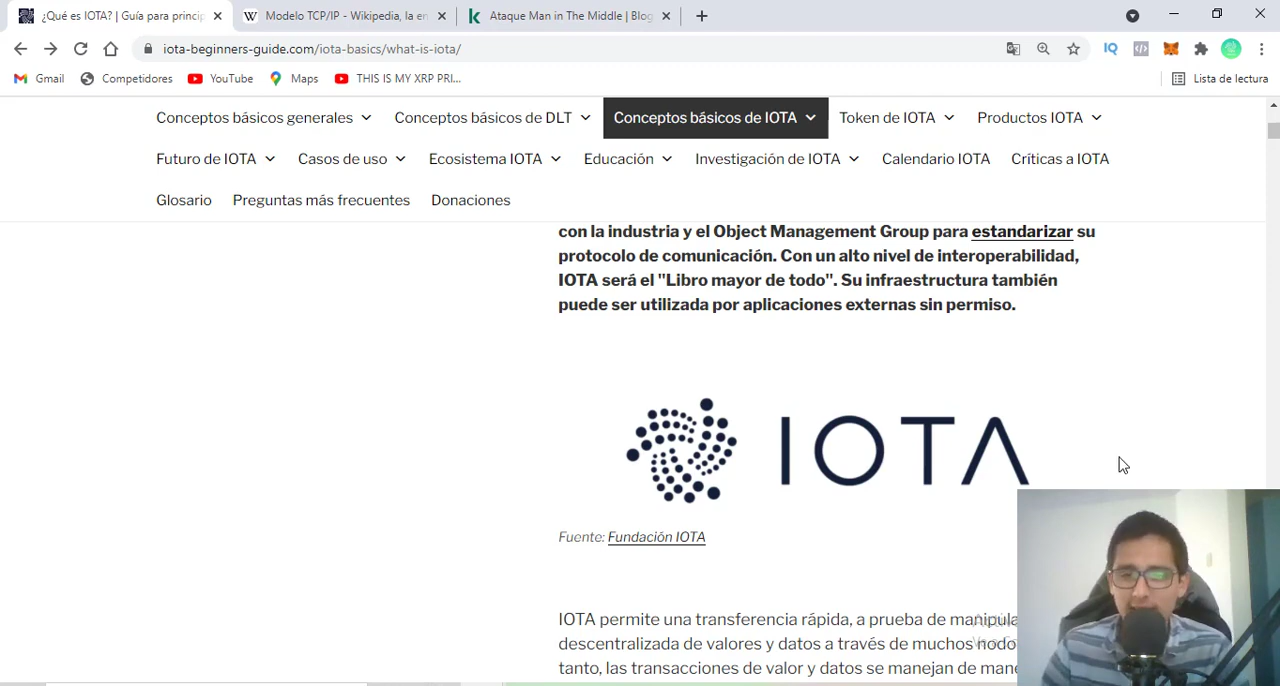 ¿Qué es IOTA? | Guía para princip
Modelo TCP/IP - Wikipedia, la en
Ataque Man in The Middle | Blog
iota-beginners-guide.com/iota-basics/what-is-iota/
Gmail
Competidores
YouTube
Maps
THIS IS MY XRP PRI...
Lista de lectura
Conceptos básicos generales
Conceptos básicos de DLT
Conceptos básicos de IOTA
Token de IOTA
Productos IOTA
Futuro de IOTA
Casos de uso
Ecosistema IOTA
Educación
Investigación de IOTA
Calendario IOTA
Críticas a IOTA
Glosario
Preguntas más frecuentes
Donaciones
con la industria y el Object Management Group para estandarizar su
protocolo de comunicación. Con un alto nivel de interoperabilidad,
IOTA será el "Libro mayor de todo". Su infraestructura también
puede ser utilizada por aplicaciones externas sin permiso.
IOTA
Fuente: Fundación IOTA
IOTA permite una transferencia rápida, a prueba de manipula
descentralizada de valores y datos a través de muchos nodo
tanto, las transacciones de valor y datos se manejan de mane